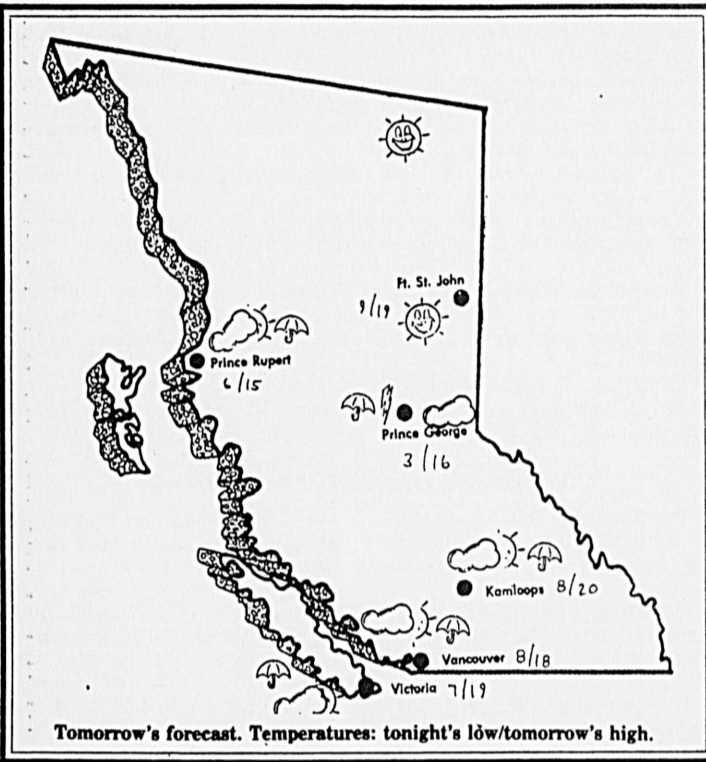 Ft. St. John
9/19
Prince Rupert
6/15
Prince George
3/16
Kamloops 8/20
Vancouver 8/18
Victoria 7/19
Tomorrow's forecast. Temperatures: tonight's low/tomorrow's high.